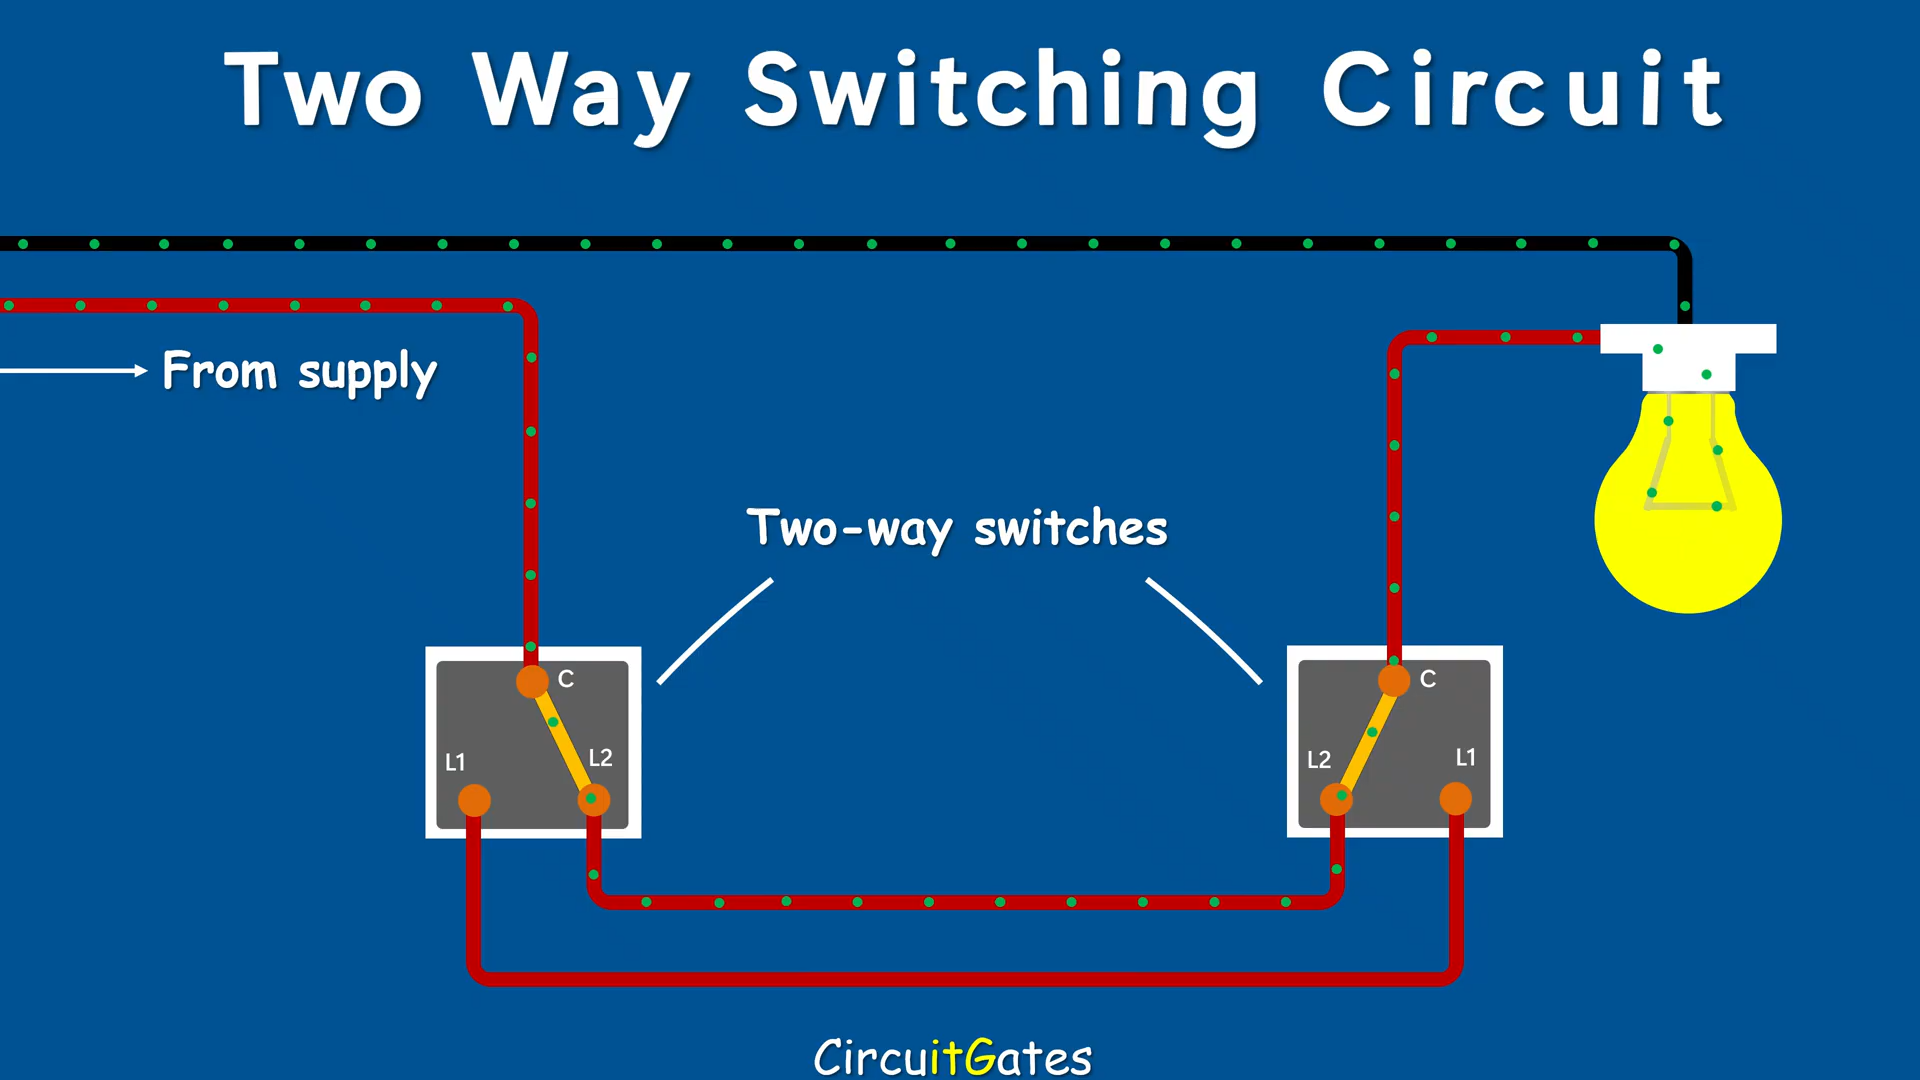 Two Way Switching Circuit
From supply
Two-way switches
C
L1
L2
C
L2
L1
CircuitGates